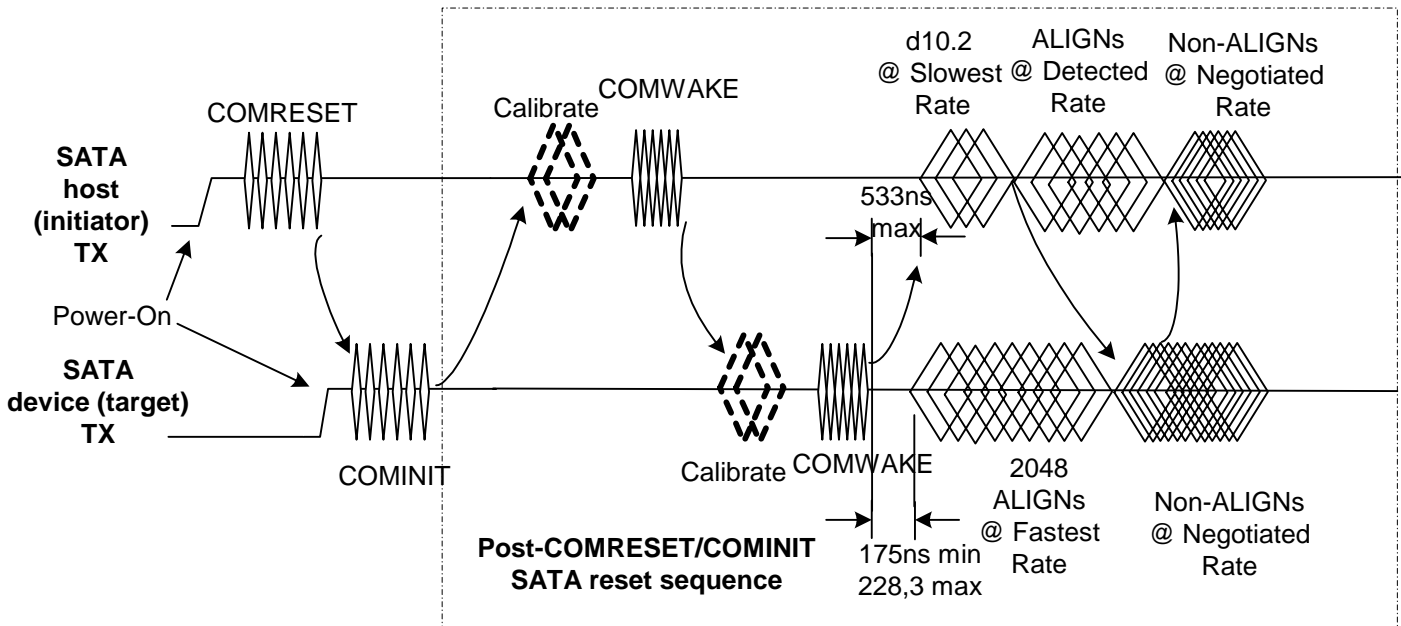 d10.2
@ Slowest
Rate
ALIGNs
@ Detected
Rate
Non-ALIGNs
@ Negotiated
Rate
COMRESET
Calibrate
COMWAKE
SATA
host
(initiator)
TX
533ns
max
Power-On
SATA
device (target)
TX
COMINIT
Calibrate
COMWAKE
2048
ALIGNs
@ Fastest
Rate
Non-ALIGNs
@ Negotiated
Rate
Post-COMRESET/COMINIT
SATA reset sequence
175ns min
228,3 max